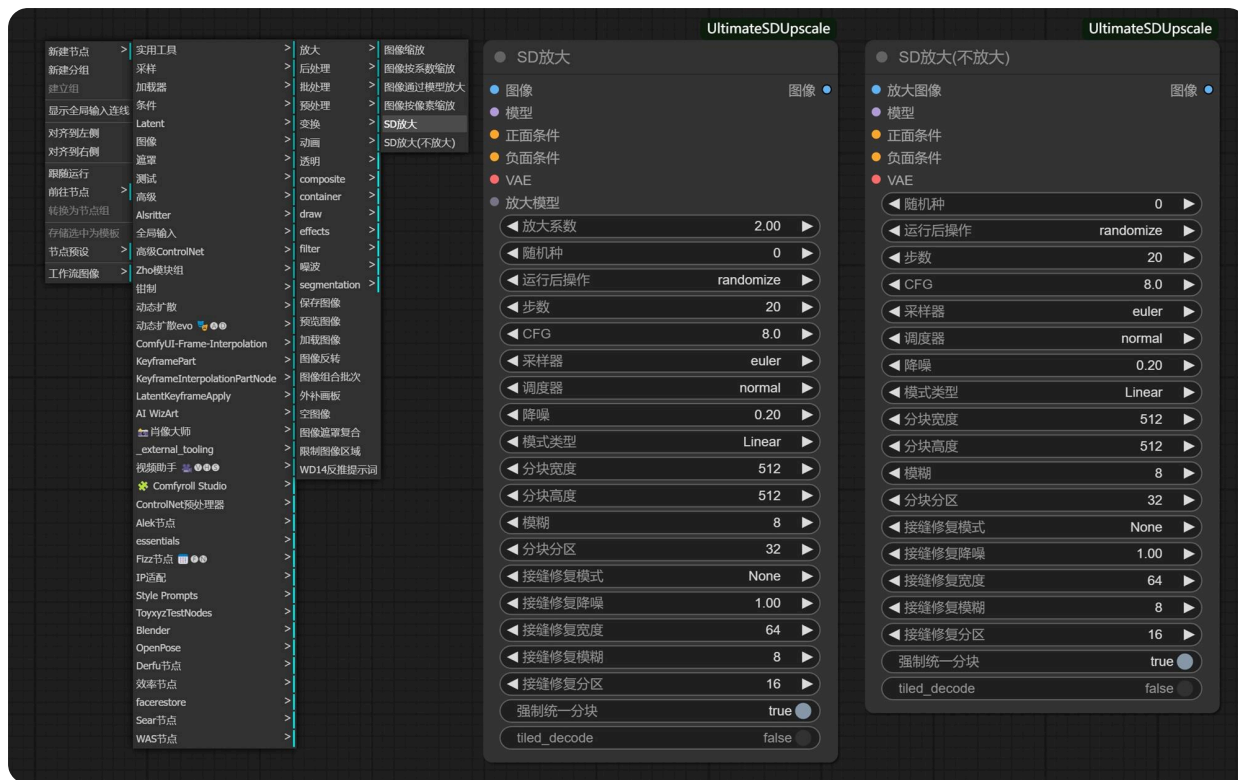 新建节点
新建分组
建立组
显示全局输入连线
对齐到左侧
对齐到右侧
跟随运行
前往节点
转换为节点组
存储选中为模板
节点预设
工作流图像
实用工具
采样
加载器
条件
Latent
图像
遮罩
测试
高级
Alsritter
全局输入
高级ControlNet
Zho模块组
钳制
动态扩散
动态扩散evo
ComfyUI-Frame-Interpolation
KeyframePart
KeyframeInterpolationPartNode
LatentKeyframeApply
AI WizArt
肖像大师
_external_tooling
视频助手
Comfyroll Studio
ControlNet预处理器
Alek节点
essentials
Fizz节点
IP适配
Style Prompts
ToyxyzTestNodes
Blender
OpenPose
Derfu节点
效率节点
facerestore
Sear节点
WAS节点
放大
后处理
批处理
预处理
变换
动画
透明
composite
container
draw
effects
filter
噪波
segmentation
保存图像
预览图像
加载图像
图像反转
图像组合批次
外补画板
空图像
图像遮罩复合
限制图像区域
WD14反推提示词
图像缩放
图像按系数缩放
图像通过模型放大
图像按像素缩放
SD放大
SD放大(不放大)
UltimateSDUpscale
SD放大
图像 图像
模型
正面条件
负面条件
VAE
放大模型
放大系数 2.00
随机种 0
运行后操作 randomize
步数 20
CFG 8.0
采样器 euler
调度器 normal
降噪 0.20
模式类型 Linear
分块宽度 512
分块高度 512
模糊 8
分块分区 32
接缝修复模式 None
接缝修复降噪 1.00
接缝修复宽度 64
接缝修复模糊 8
接缝修复分区 16
强制统一分块 true
tiled_decode false
UltimateSDUpscale
SD放大(不放大)
放大图像 图像
模型
正面条件
负面条件
VAE
随机种 0
运行后操作 randomize
步数 20
CFG 8.0
采样器 euler
调度器 normal
降噪 0.20
模式类型 Linear
分块宽度 512
分块高度 512
模糊 8
分块分区 32
接缝修复模式 None
接缝修复降噪 1.00
接缝修复宽度 64
接缝修复模糊 8
接缝修复分区 16
强制统一分块 true
tiled_decode false